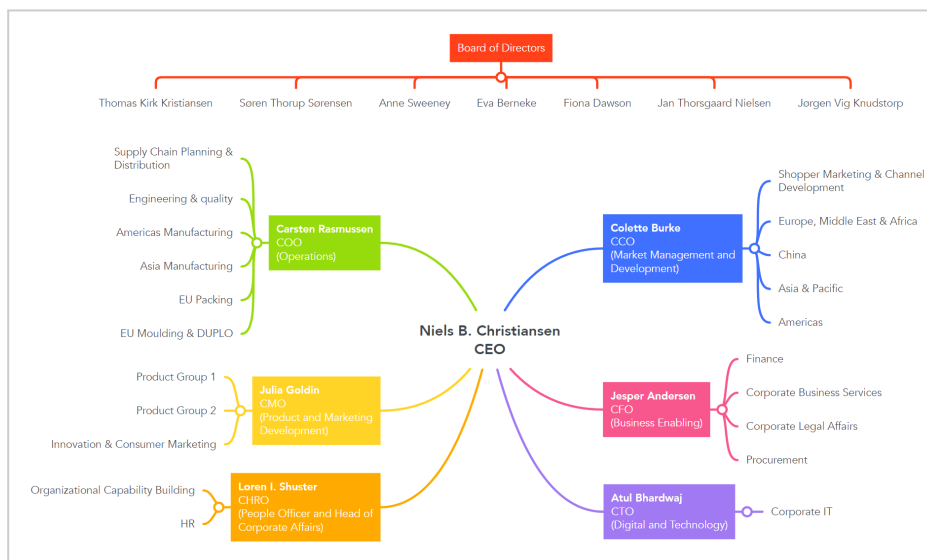 Board of Directors
Thomas Kirk Kristiansen
Søren Thorup Sørensen
Anne Sweeney
Eva Berneke
Fiona Dawson
Jan Thorsgaard Nielsen
Jørgen Vig Knudstorp
Supply Chain Planning &
Distribution
Engineering & quality
Americas Manufacturing
Asia Manufacturing
EU Packing
EU Moulding & DUPLO
Carsten Rasmussen
COO
(Operations)
Colette Burke
CCO
(Market Management and
Development)
Shopper Marketing & Channel
Development
Europe, Middle East & Africa
China
Asia & Pacific
Americas
Niels B. Christiansen
CEO
Product Group 1
Product Group 2
Innovation & Consumer Marketing
Julia Goldin
CMO
(Product and Marketing
Development)
Jesper Andersen
CFO
(Business Enabling)
Finance
Corporate Business Services
Corporate Legal Affairs
Procurement
Organizational Capability Building
HR
Loren I. Shuster
CHRO
(People Officer and Head of
Corporate Affairs)
Atul Bhardwaj
CTO
(Digital and Technology)
Corporate IT